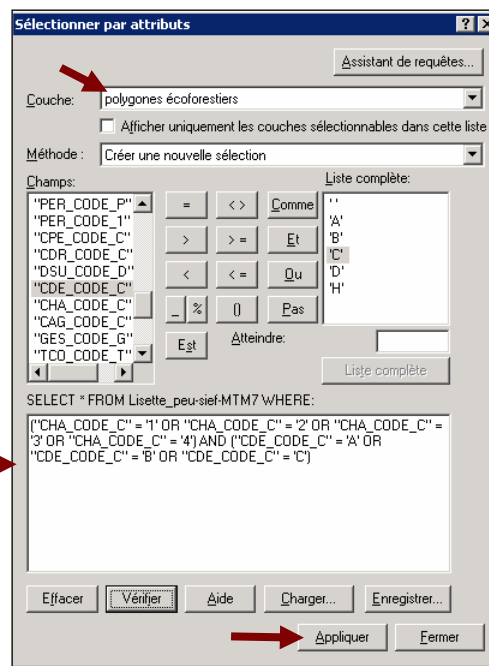 Sélectionner par attributs
Assistant de requêtes...
Couche: polygones écoforestiers
Afficher uniquement les couches sélectionnables dans cette liste
Méthode : Créer une nouvelle sélection
Champs:
"PER_CODE_P"
"PER_CODE_1"
"CPE_CODE_C"
"CDR_CODE_C"
"DSU_CODE_D"
"CDE_CODE_C"
"CHA_CODE_C"
"CAG_CODE_C"
"GES_CODE_G"
"TCO_CODE_T"
= <> Comme
> >= Et
< <= Ou
_ % () Pas
Est
Liste complète:
' '
'A'
'B'
'C'
'D'
'H'
Atteindre:
Liste complète
SELECT * FROM Lisette_peu-sief-MTM7 WHERE:
("CHA_CODE_C" = '1' OR "CHA_CODE_C" = '2' OR "CHA_CODE_C" =
'3' OR "CHA_CODE_C" = '4') AND ("CDE_CODE_C" = 'A' OR
"CDE_CODE_C" = 'B' OR "CDE_CODE_C" = 'C')
Effacer Vérifier Aide Charger... Enregistrer...
Appliquer Fermer